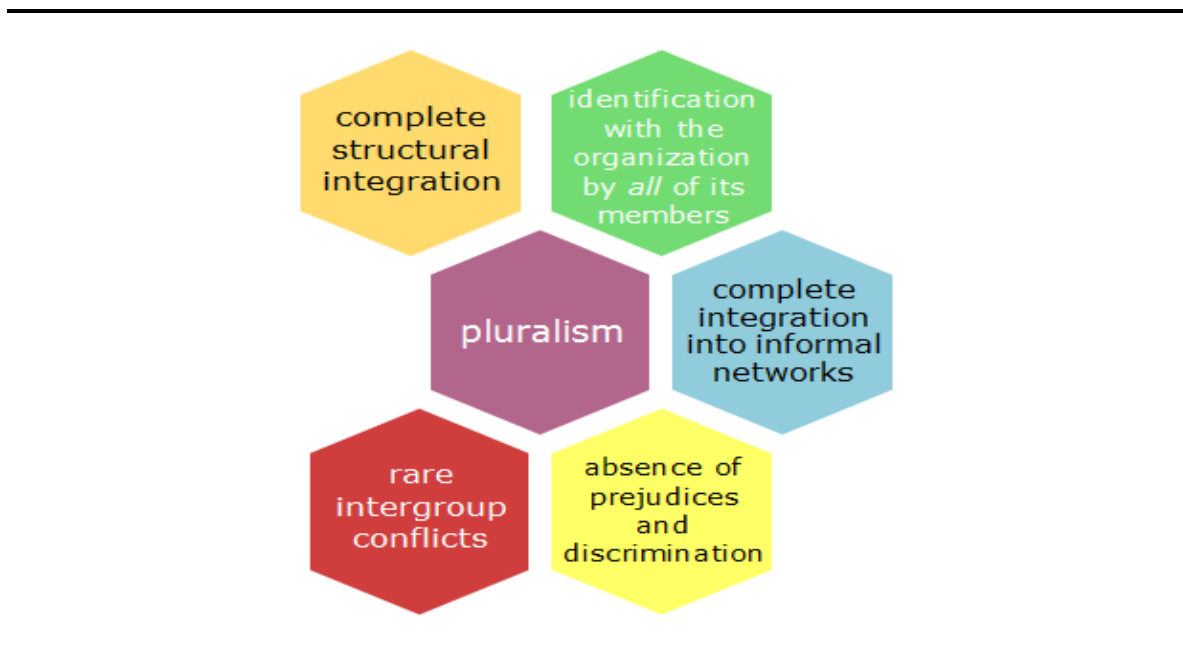 complete
structural
integration
identification
with the
organization
by all of its
members
pluralism
complete
integration
into informal
networks
rare
intergroup
conflicts
absence of
prejudices
and
discrimination